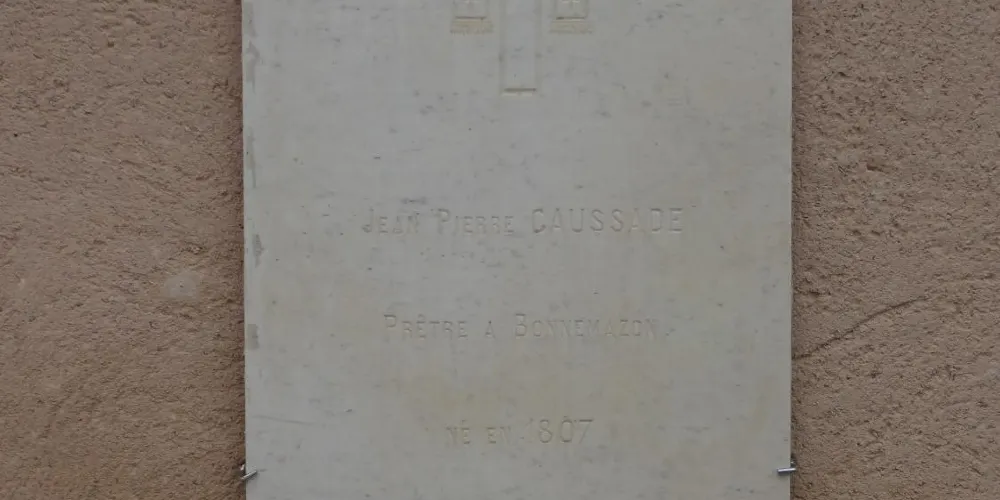 Jean Pierre CAUSSADE
Prêtre a Bonnemazon
né en 1807